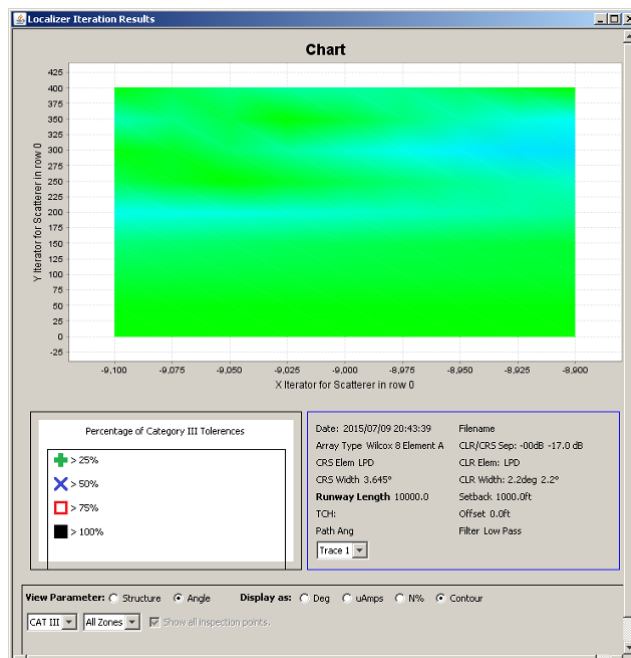 Localizer Iteration Results
Chart
425
400
375
350
325
300
275
250
225
200
175
150
125
100
75
50
25
0
-25
Y Iterator for Scatterer in row 0
-9,100 -9,075 -9,050 -9,025 -9,000 -8,975 -8,950 -8,925 -8,900
X Iterator for Scatterer in row 0
Percentage of Category III Tolerences
> 25%
> 50%
> 75%
> 100%
Date: 2015/07/09 20:43:39 Filename
Array Type Wilcox 8 Element A CLR/CRS Sep: -00dB -17.0 dB
CRS Elem LPD CLR Elem: LPD
CRS Width 3.645° CLR Width: 2.2deg 2.2°
Runway Length 10000.0 Setback 1000.0ft
TCH: Offset 0.0ft
Path Ang Filter Low Pass
Trace 1
View Parameter: Structure Angle Display as: Deg uAmps N% Contour
CAT III All Zones Show all inspection points.